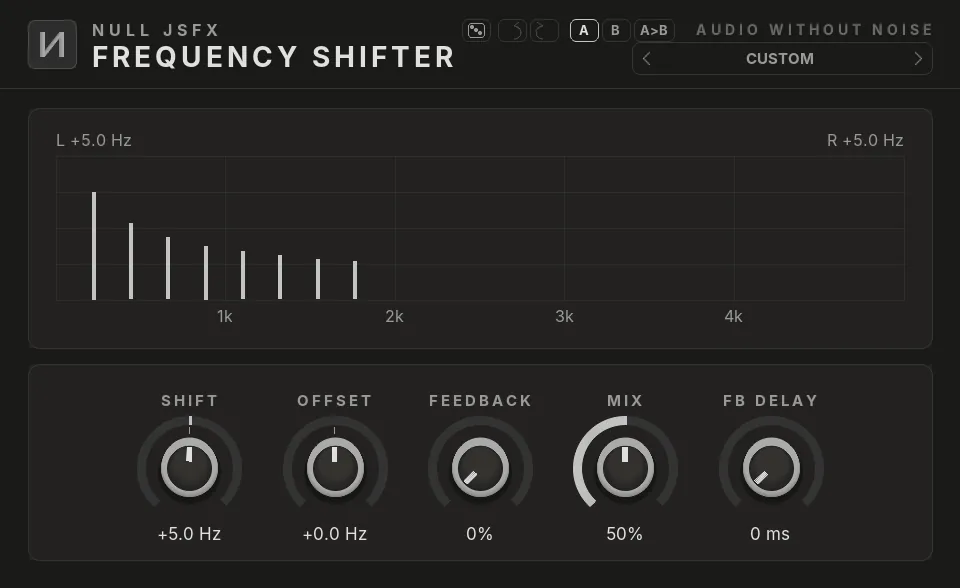 NULL JSFX
FREQUENCY SHIFTER
A B A>B
AUDIO WITHOUT NOISE
CUSTOM
L +5.0 Hz
R +5.0 Hz
1k 2k 3k 4k
SHIFT OFFSET FEEDBACK MIX FB DELAY
+5.0 Hz +0.0 Hz 0% 50% 0 ms